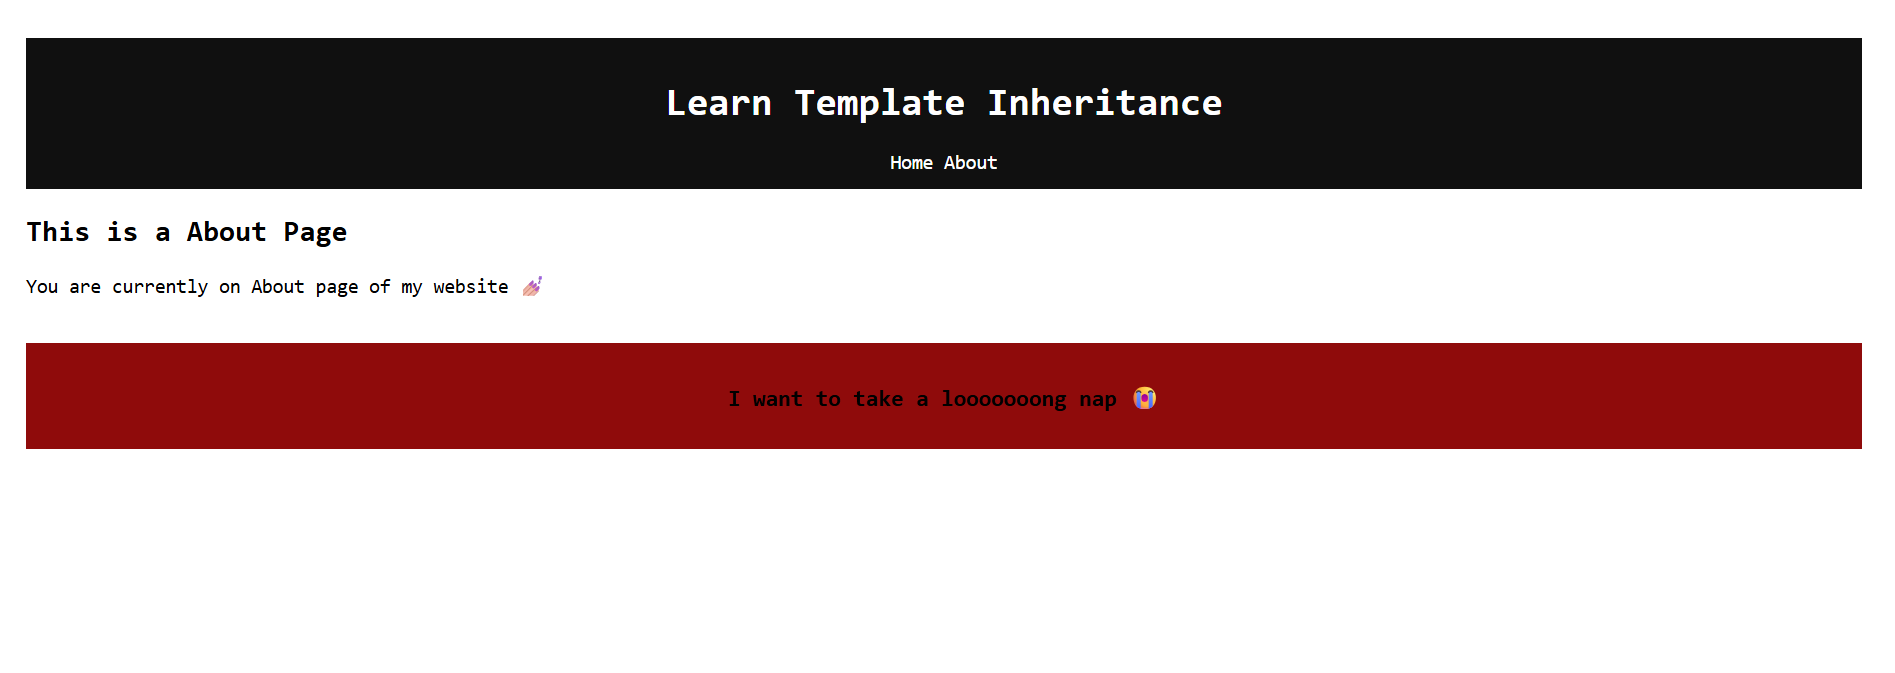 Learn Template Inheritance
Home About
This is a About Page
You are currently on About page of my website 💅
I want to take a looooooong nap 😭